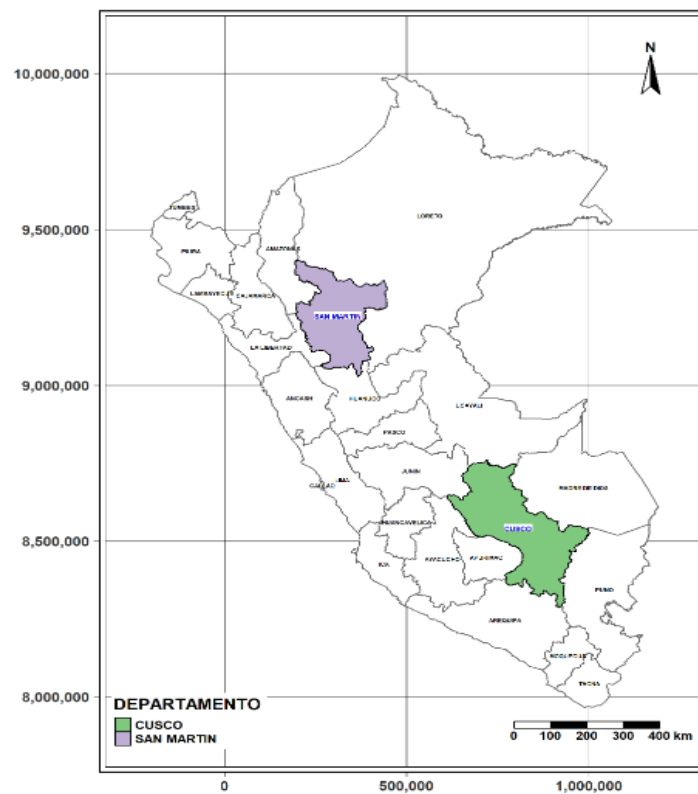 N
10,000,000
LORETO
TUMBES
9,500,000
PIURA
AMAZONAS
LAMBAYEQUE
CAJAMARCA
SAN MARTIN
LA LIBERTAD
9,000,000
ANCASH
HUANUCO
UCAYALI
PASCO
JUNIN
LIMA
CALLAO
MADRE DE DIOS
HUANCAVELICA
CUSCO
8,500,000
ICA
AYACUCHO
APURIMAC
PUNO
AREQUIPA
MOQUEGUA
TACNA
8,000,000
DEPARTAMENTO
CUSCO
SAN MARTIN
0 100 200 300 400 km
0 500,000 1,000,000